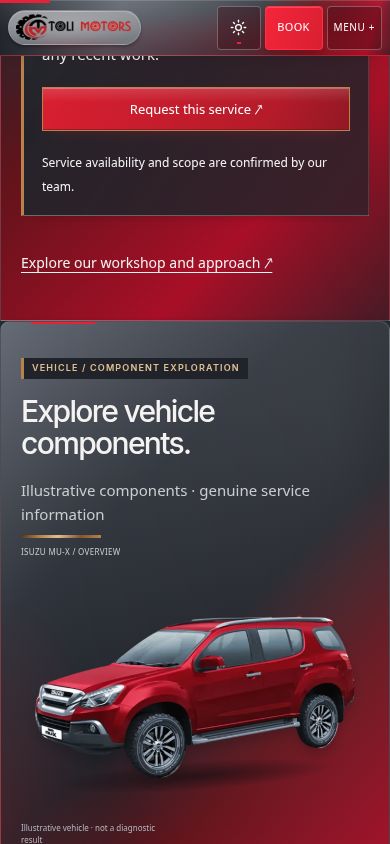 TOLI MOTORS
BOOK
MENU +
any recent work.
Request this service ↗
Service availability and scope are confirmed by our
team.
Explore our workshop and approach ↗
VEHICLE / COMPONENT EXPLORATION
Explore vehicle
components.
Illustrative components · genuine service
information
ISUZU MU-X / OVERVIEW
ISUZU
Illustrative vehicle · not a diagnostic
result